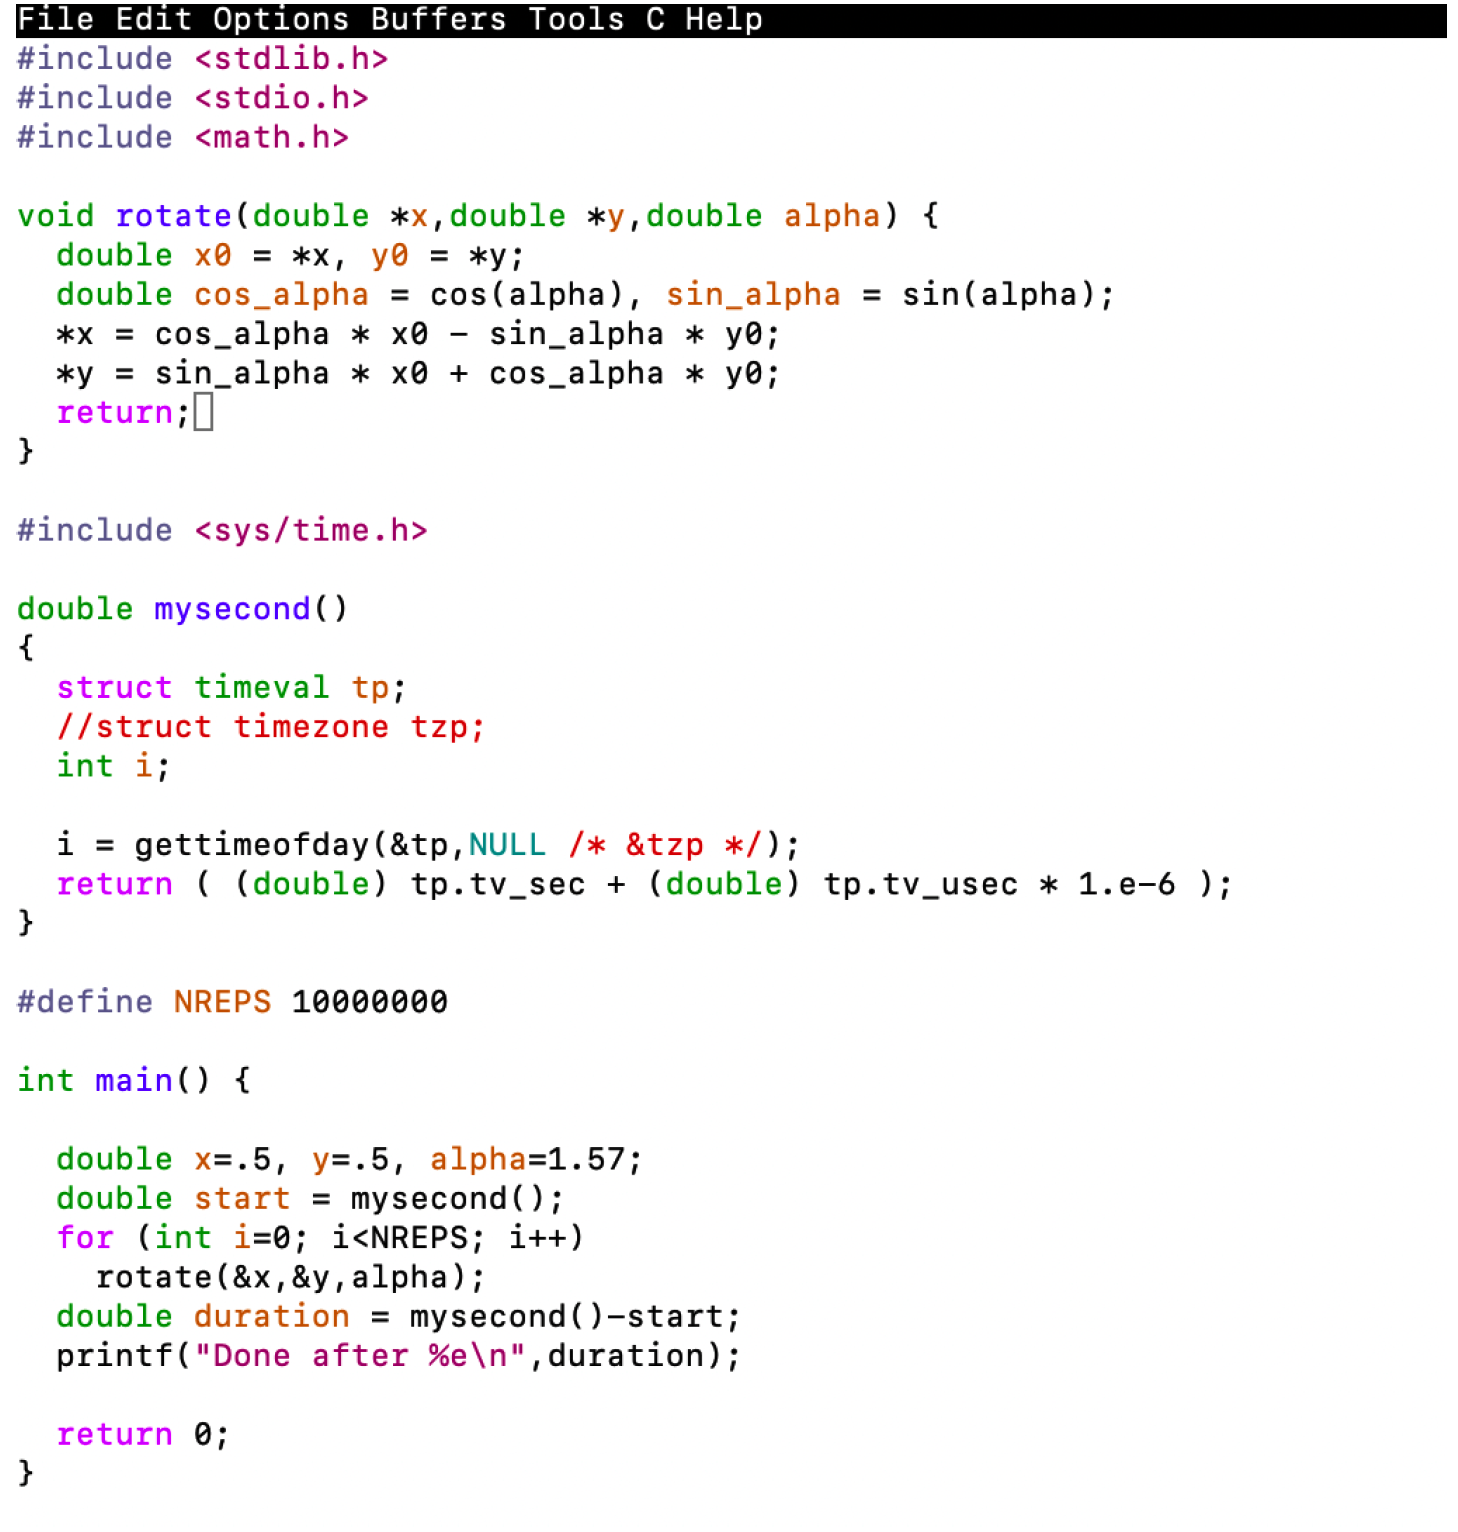 File Edit Options Buffers Tools C Help
#include <stdlib.h>
#include <stdio.h>
#include <math.h>

void rotate(double *x,double *y,double alpha) {
  double x0 = *x, y0 = *y;
  double cos_alpha = cos(alpha), sin_alpha = sin(alpha);
  *x = cos_alpha * x0 - sin_alpha * y0;
  *y = sin_alpha * x0 + cos_alpha * y0;
  return;
}

#include <sys/time.h>

double mysecond()
{
  struct timeval tp;
  //struct timezone tzp;
  int i;

  i = gettimeofday(&tp,NULL /* &tzp */);
  return ( (double) tp.tv_sec + (double) tp.tv_usec * 1.e-6 );
}

#define NREPS 10000000

int main() {

  double x=.5, y=.5, alpha=1.57;
  double start = mysecond();
  for (int i=0; i<NREPS; i++)
    rotate(&x,&y,alpha);
  double duration = mysecond()-start;
  printf("Done after %e\n",duration);

  return 0;
}